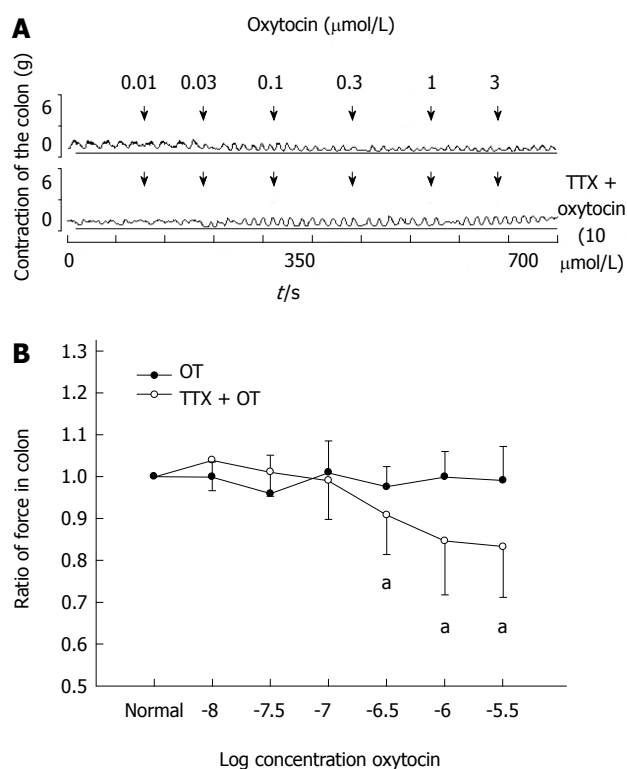 A
Oxytocin (μmol/L)
0.01 0.03 0.1 0.3 1 3
Contraction of the colon (g)
6
0
6
0
TTX +
oxytocin
(10
μmol/L)
0 350 700
t/s
B
1.3
1.2
1.1
1.0
0.9
0.8
0.7
0.6
0.5
Ratio of force in colon
OT
TTX + OT
a
a a
Normal -8 -7.5 -7 -6.5 -6 -5.5
Log concentration oxytocin